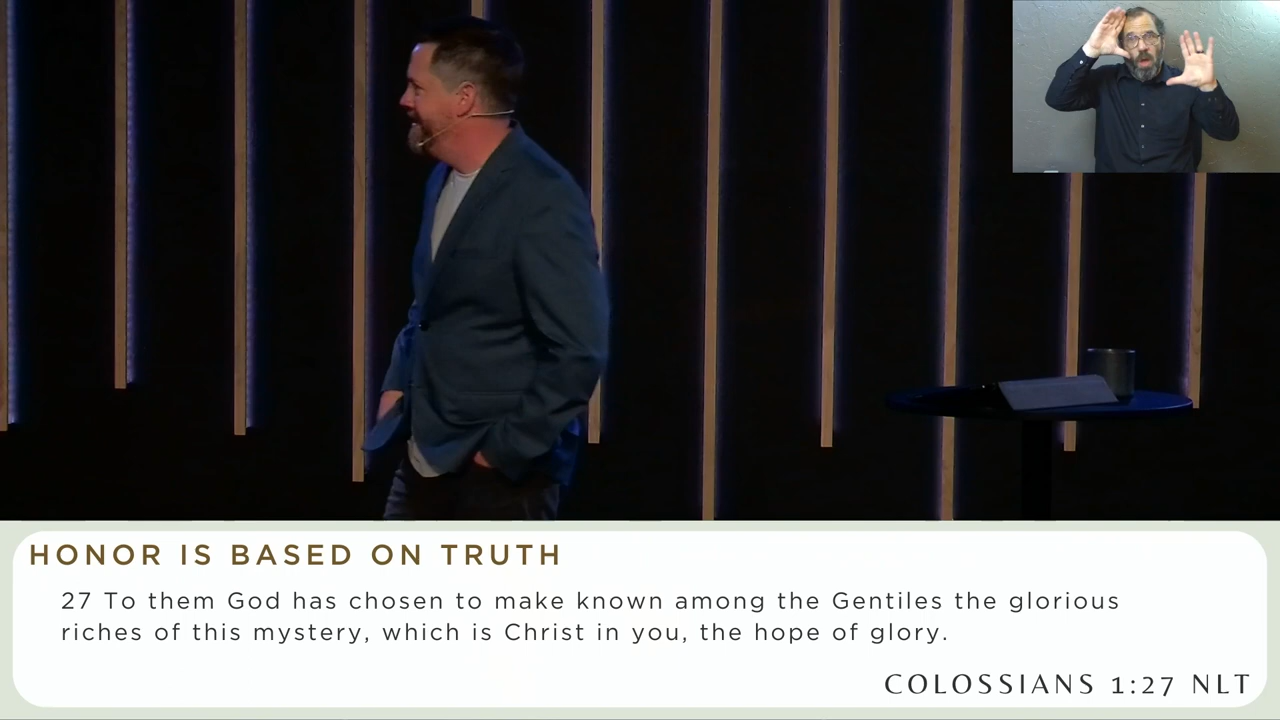 HONOR IS BASED ON TRUTH
27 To them God has chosen to make known among the Gentiles the glorious
riches of this mystery, which is Christ in you, the hope of glory.
COLOSSIANS 1:27 NLT